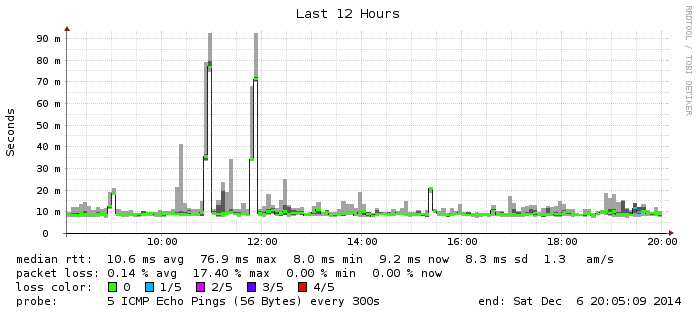 Last 12 Hours
RRDTOOL / TOBI OETIKER
Seconds
90 m
80 m
70 m
60 m
50 m
40 m
30 m
20 m
10 m
0
10:00 12:00 14:00 16:00 18:00 20:00
median rtt: 10.6 ms avg 76.9 ms max 8.0 ms min 9.2 ms now 8.3 ms sd 1.3 am/s
packet loss: 0.14 % avg 17.40 % max 0.00 % min 0.00 % now
loss color: 0 1/5 2/5 3/5 4/5
probe: 5 ICMP Echo Pings (56 Bytes) every 300s end: Sat Dec 6 20:05:09 2014